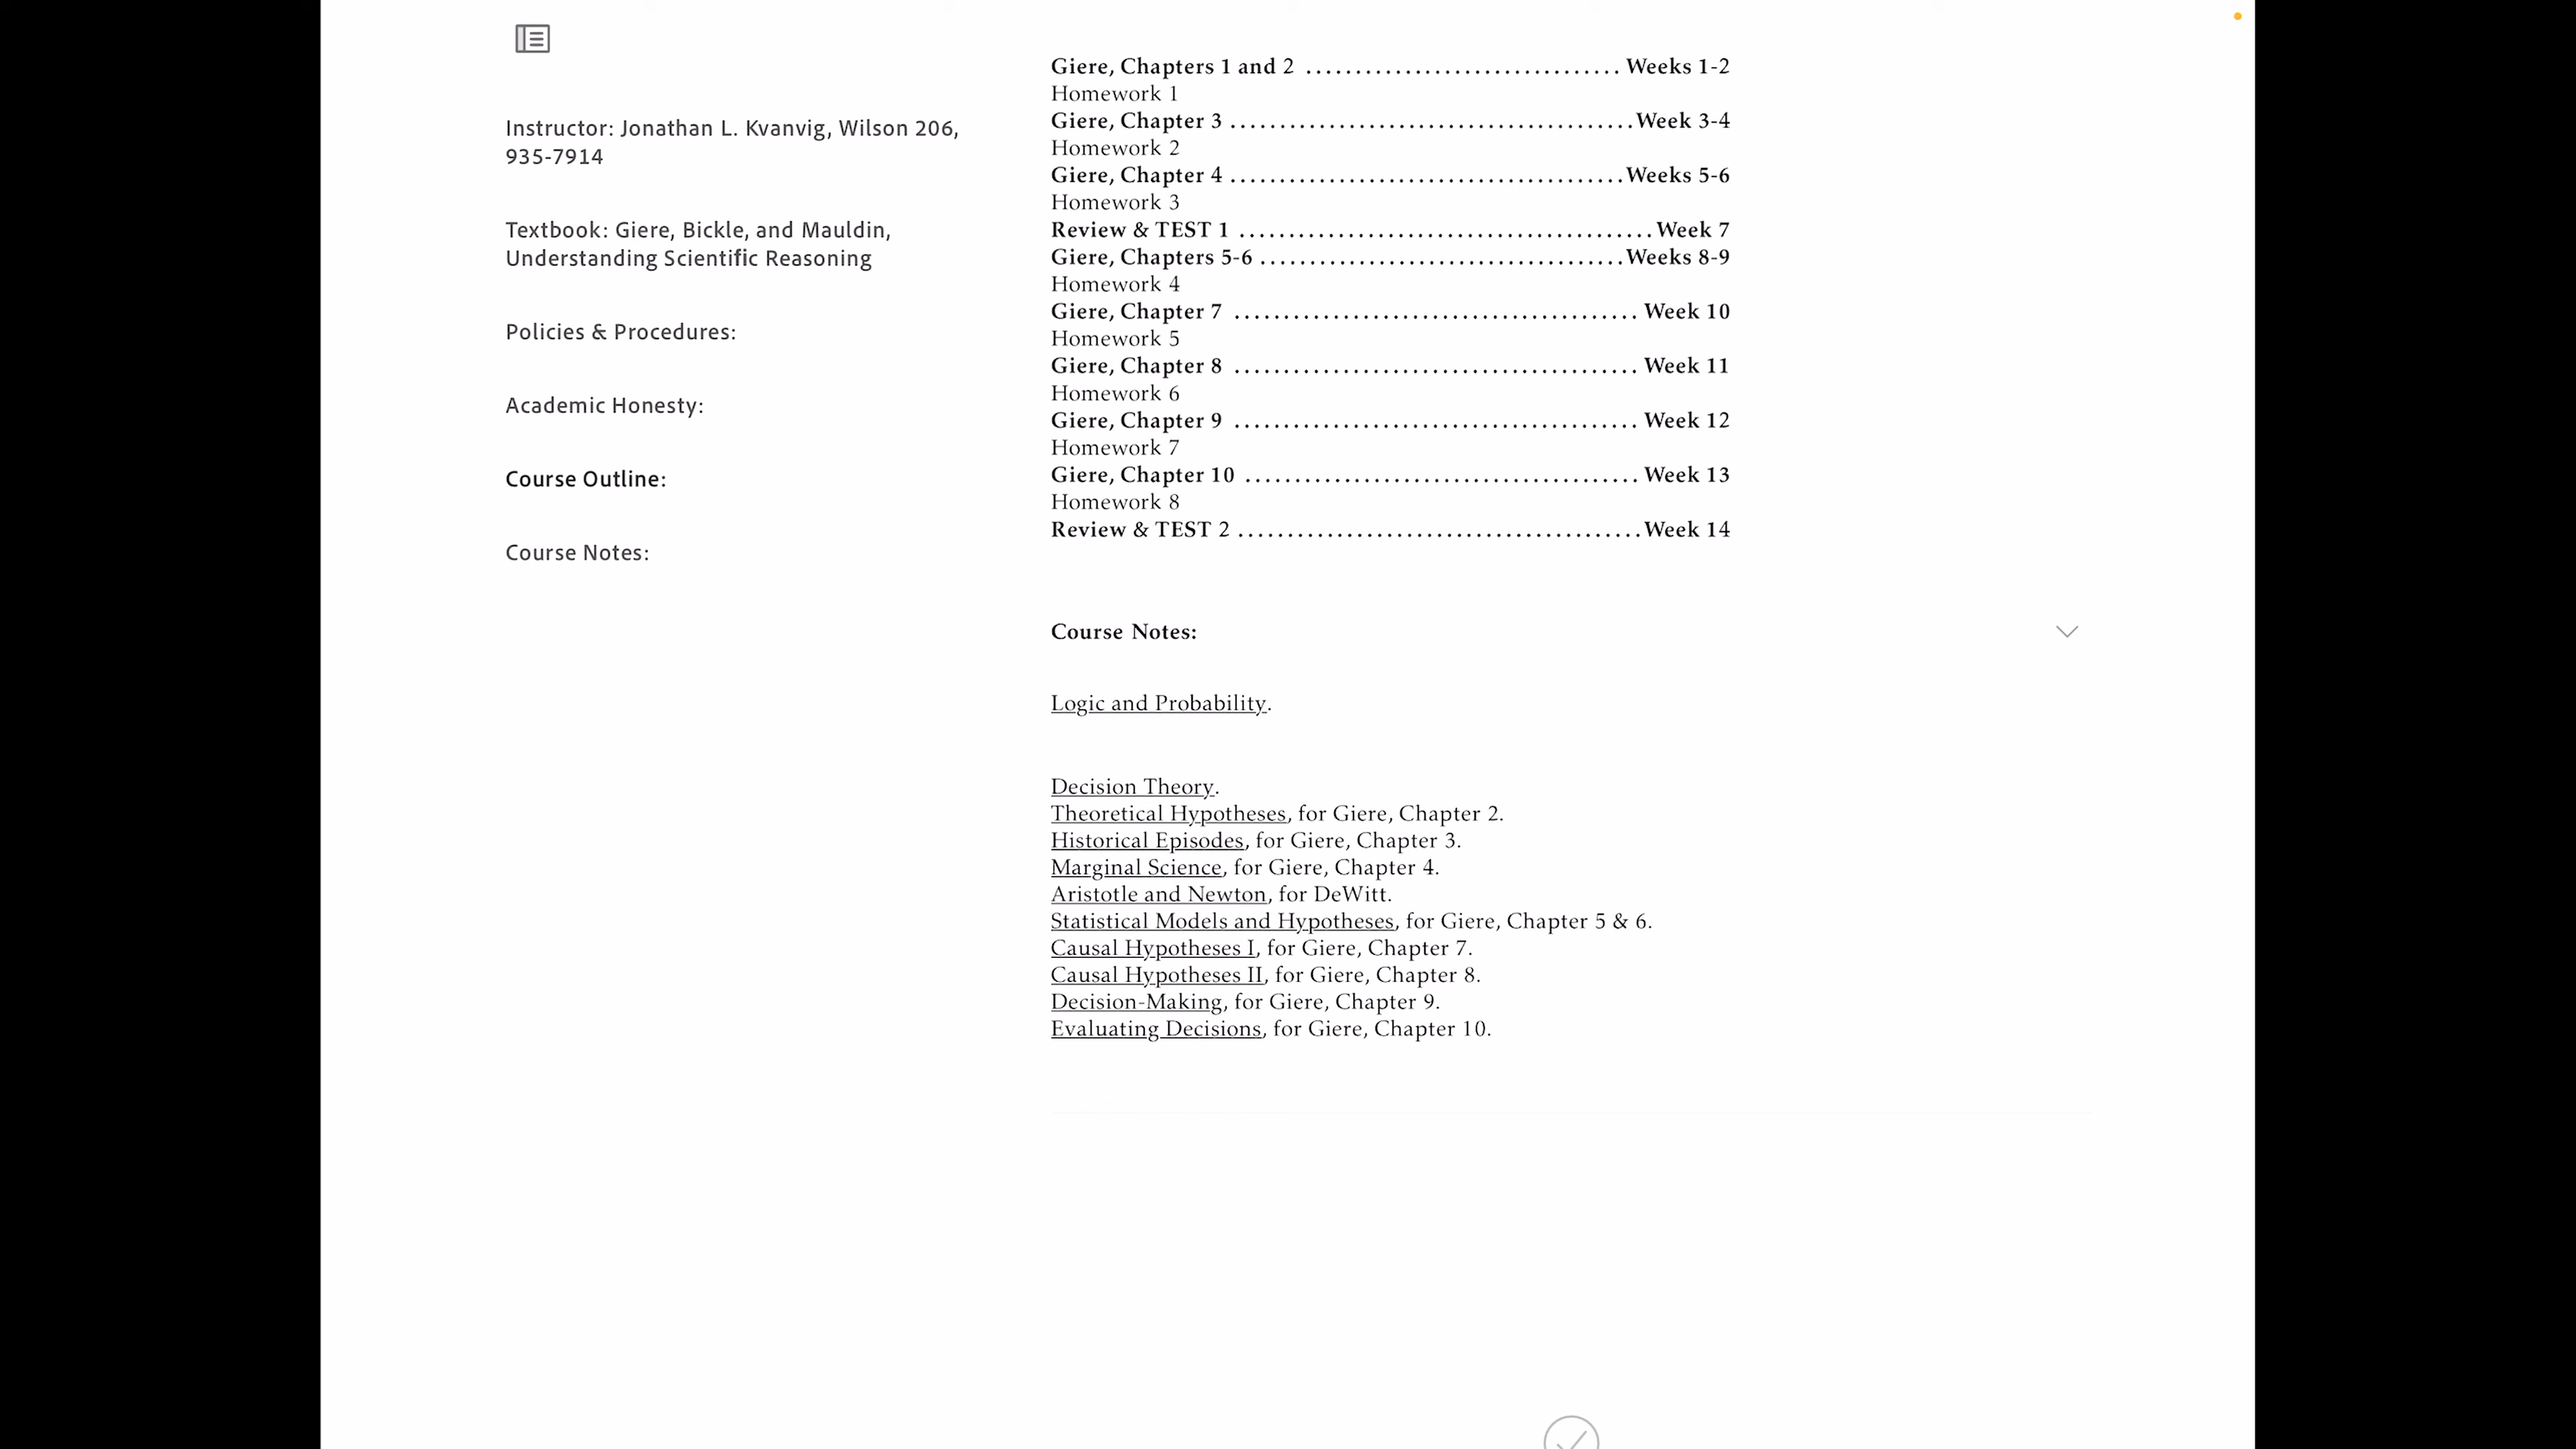 Instructor: Jonathan L. Kvanvig, Wilson 206,
935-7914
Textbook: Giere, Bickle, and Mauldin,
Understanding Scientific Reasoning
Policies & Procedures:
Academic Honesty:
Course Outline:
Course Notes:
Giere, Chapters 1 and 2 ................................ Weeks 1-2
Homework 1
Giere, Chapter 3 .........................................Week 3-4
Homework 2
Giere, Chapter 4 ........................................Weeks 5-6
Homework 3
Review & TEST 1 ..........................................Week 7
Giere, Chapters 5-6 .....................................Weeks 8-9
Homework 4
Giere, Chapter 7 ......................................... Week 10
Homework 5
Giere, Chapter 8 ......................................... Week 11
Homework 6
Giere, Chapter 9 ......................................... Week 12
Homework 7
Giere, Chapter 10 ........................................ Week 13
Homework 8
Review & TEST 2 .........................................Week 14
Course Notes:
Logic and Probability.
Decision Theory.
Theoretical Hypotheses, for Giere, Chapter 2.
Historical Episodes, for Giere, Chapter 3.
Marginal Science, for Giere, Chapter 4.
Aristotle and Newton, for DeWitt.
Statistical Models and Hypotheses, for Giere, Chapter 5 & 6.
Causal Hypotheses I, for Giere, Chapter 7.
Causal Hypotheses II, for Giere, Chapter 8.
Decision-Making, for Giere, Chapter 9.
Evaluating Decisions, for Giere, Chapter 10.